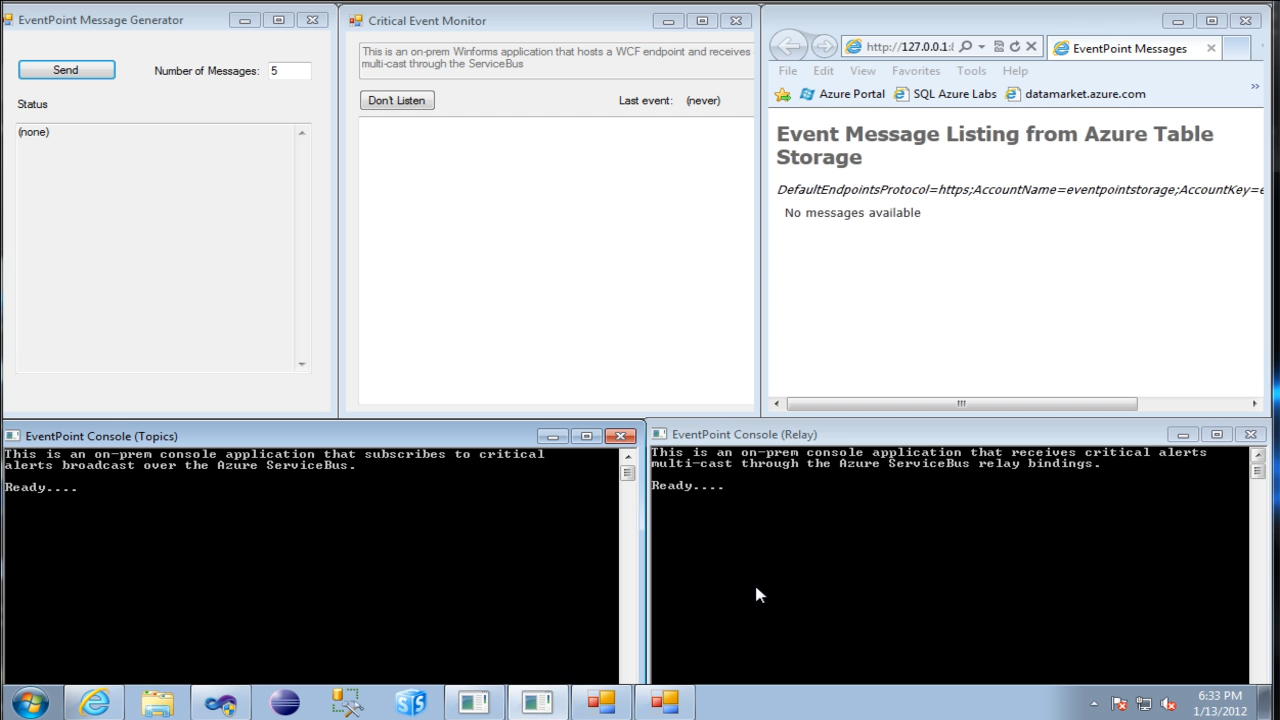 EventPoint Message Generator
Send
Number of Messages:
5
Status
(none)
Critical Event Monitor
This is an on-prem Winforms application that hosts a WCF endpoint and receives
multi-cast through the ServiceBus
Don't Listen
Last event:
(never)
http://127.0.0.1:
EventPoint Messages
File Edit View Favorites Tools Help
Azure Portal SQL Azure Labs datamarket.azure.com
Event Message Listing from Azure Table
Storage
DefaultEndpointsProtocol=https;AccountName=eventpointstorage;AccountKey=
No messages available
EventPoint Console (Topics)
This is an on-prem console application that subscribes to critical
alerts broadcast over the Azure ServiceBus.
Ready....
EventPoint Console (Relay)
This is an on-prem console application that receives critical alerts
multi-cast through the Azure ServiceBus relay bindings.
Ready....
6:33 PM
1/13/2012